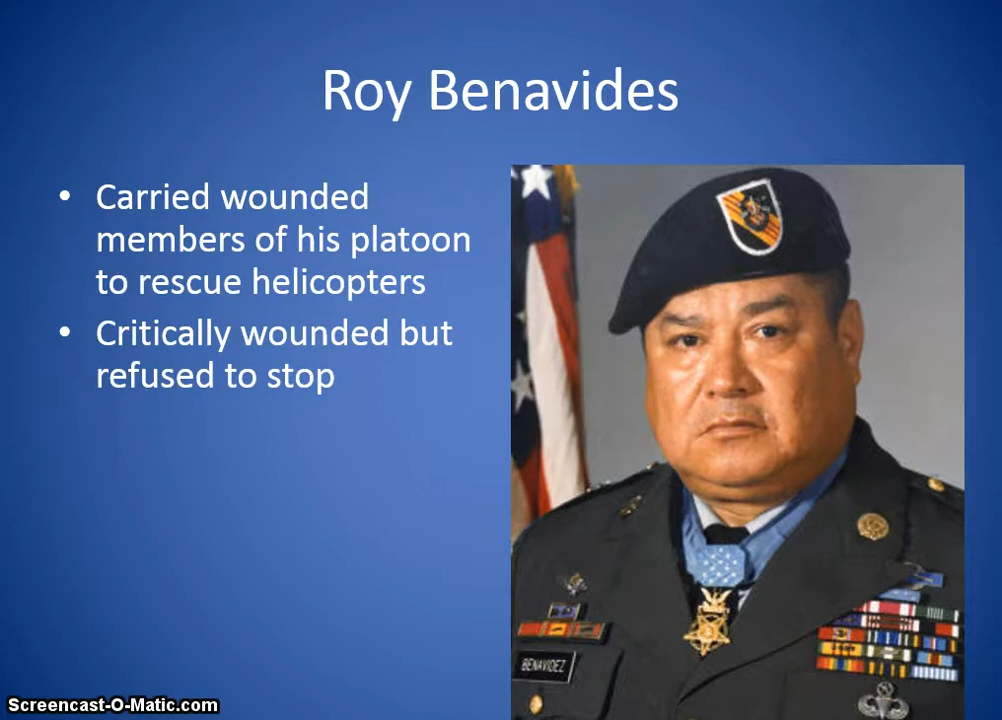 Roy Benavides
• Carried wounded
members of his platoon
to rescue helicopters
• Critically wounded but
refused to stop
BENAVIDEZ
Screencast-O-Matic.com